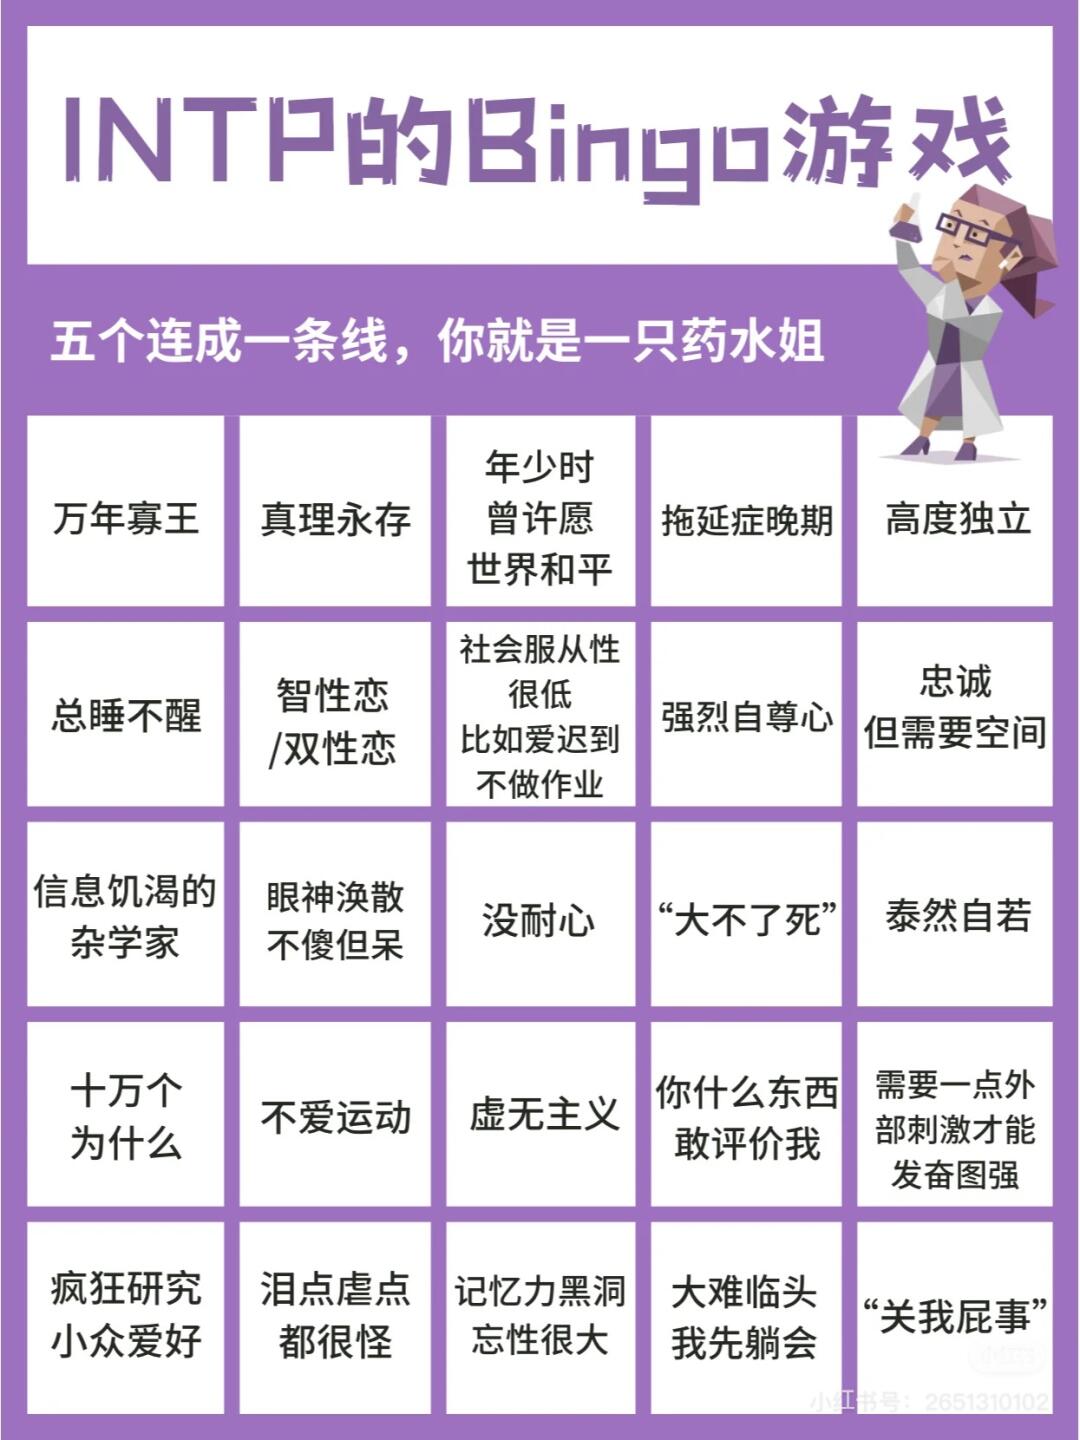 INTP的Bingo游戏
五个连成一条线，你就是一只药水姐
万年寡王
真理永存
年少时
曾许愿
世界和平
拖延症晚期
高度独立
总睡不醒
智性恋
/双性恋
社会服从性
很低
比如爱迟到
不做作业
强烈自尊心
忠诚
但需要空间
信息饥渴的
杂学家
眼神涣散
不傻但呆
没耐心
“大不了死”
泰然自若
十万个
为什么
不爱运动
虚无主义
你什么东西
敢评价我
需要一点外
部刺激才能
发奋图强
疯狂研究
小众爱好
泪点虐点
都很怪
记忆力黑洞
忘性很大
大难临头
我先躺会
“关我屁事”
小红书
小红书号：2651310102